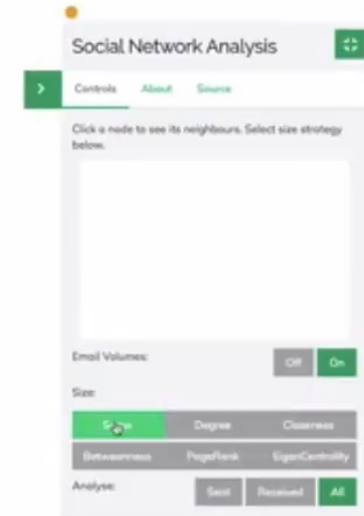 Social Network Analysis
Controls About Source
Click a node to see its neighbours. Select size strategy
below.
Email Volumes: Off On
Size:
Degree Closeness
Betweenness PageRank EigenCentrality
Analyse: Sent Received All